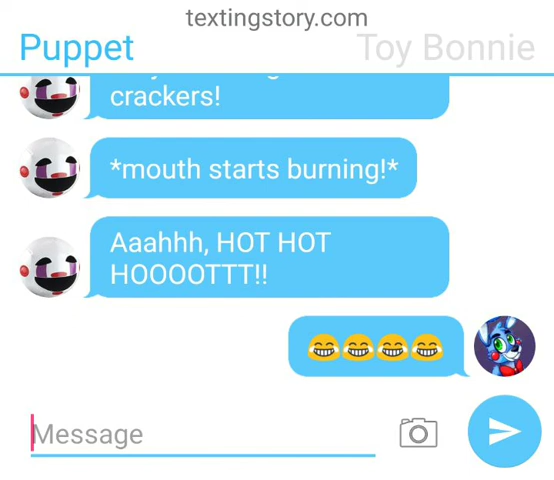 textingstory.com
Puppet
Toy Bonnie
crackers!
*mouth starts burning!*
Aaahhh, HOT HOT
HOOOOTTT!!
😂😂😂😂
Message